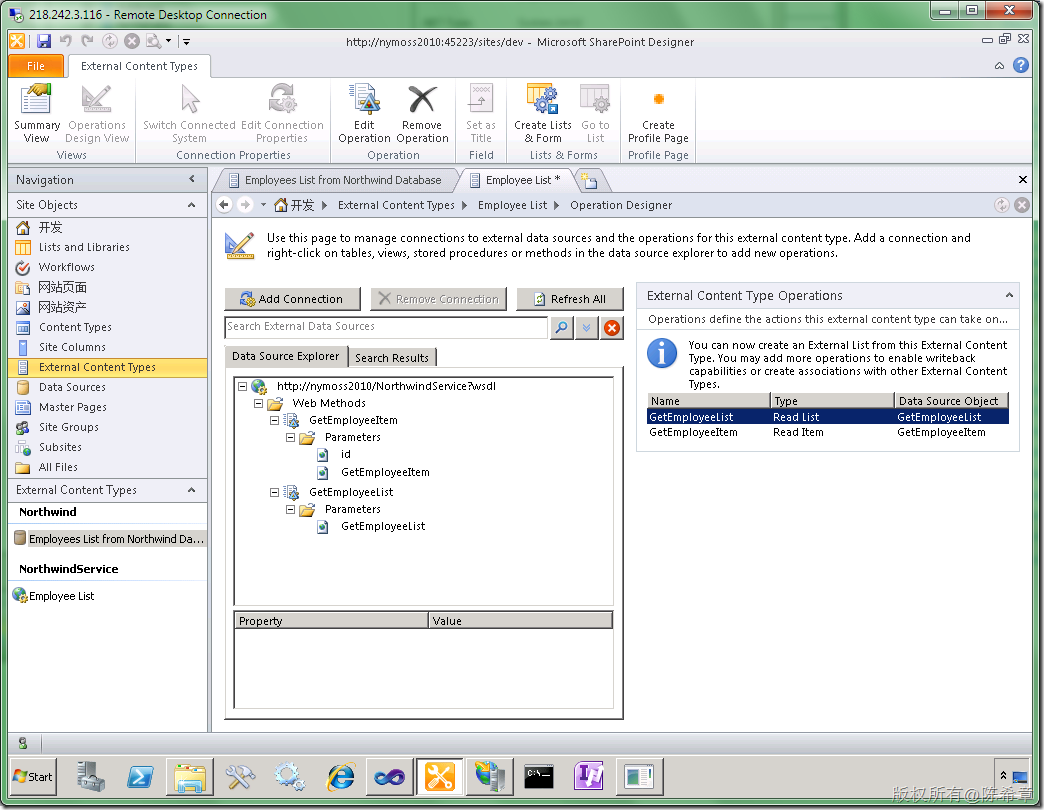 218.242.3.116 - Remote Desktop Connection
http://nymoss2010:45223/sites/dev - Microsoft SharePoint Designer
File
External Content Types
Summary View
Operations Design View
Views
Switch Connected System
Edit Connection Properties
Connection Properties
Edit Operation
Remove Operation
Operation
Set as Title
Field
Create Lists & Form
Go to List
Lists & Forms
Create Profile Page
Profile Page
Navigation
Site Objects
开发
Lists and Libraries
Workflows
网站页面
网站资产
Content Types
Site Columns
External Content Types
Data Sources
Master Pages
Site Groups
Subsites
All Files
External Content Types
Northwind
Employees List from Northwind Da...
NorthwindService
Employee List
Employees List from Northwind Database
Employee List *
开发 External Content Types Employee List Operation Designer
Use this page to manage connections to external data sources and the operations for this external content type. Add a connection and
right-click on tables, views, stored procedures or methods in the data source explorer to add new operations.
Add Connection
Remove Connection
Refresh All
Search External Data Sources
Data Source Explorer
Search Results
http://nymoss2010/NorthwindService?wsdl
Web Methods
GetEmployeeItem
Parameters
id
GetEmployeeItem
GetEmployeeList
Parameters
GetEmployeeList
Property Value
External Content Type Operations
Operations define the actions this external content type can take on...
You can now create an External List from this External
Content Type. You may add more operations to enable writeback
capabilities or create associations with other External Content
Types.
Name Type Data Source Object
GetEmployeeList Read List GetEmployeeList
GetEmployeeItem Read Item GetEmployeeItem
Start
版权所有@陈希章